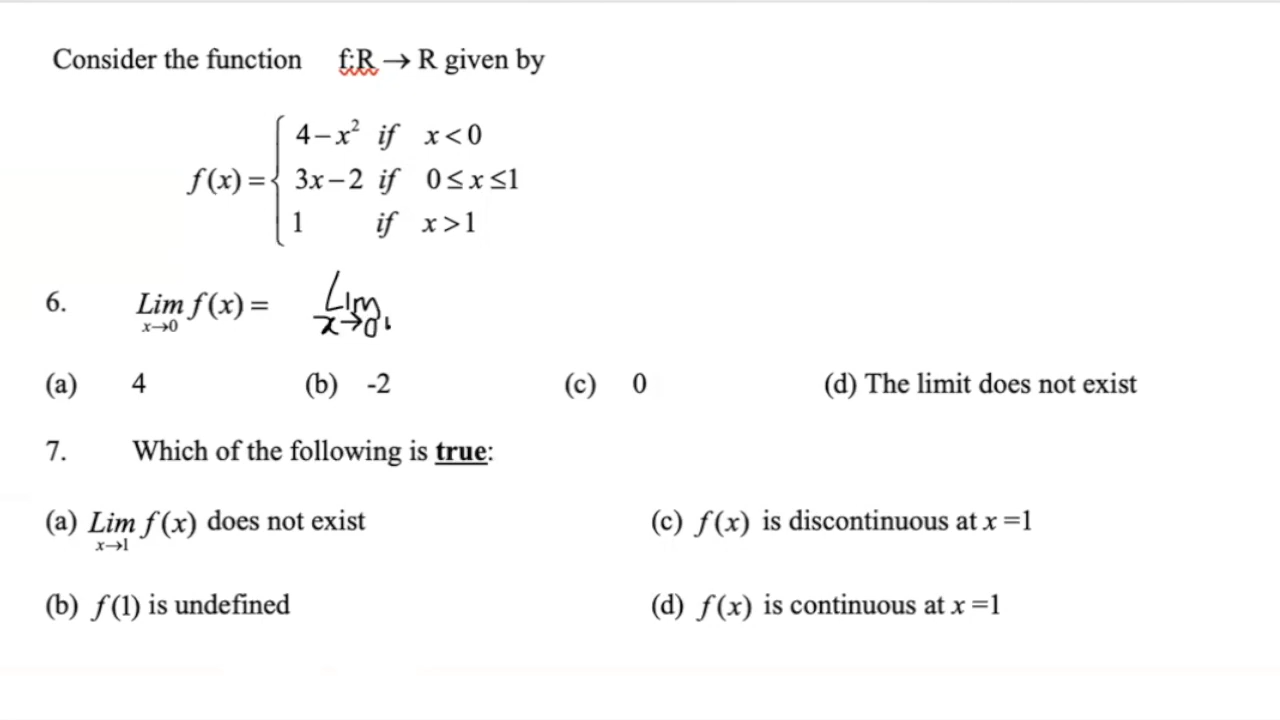 Consider the function f:R → R given by
4−x² if x<0
f(x)= 3x−2 if 0≤x≤1
1 if x>1
6. Lim f(x) = Lim
x→0 x→0
(a) 4 (b) -2 (c) 0 (d) The limit does not exist
7. Which of the following is true:
(a) Lim f(x) does not exist (c) f(x) is discontinuous at x =1
x→1
(b) f(1) is undefined (d) f(x) is continuous at x =1